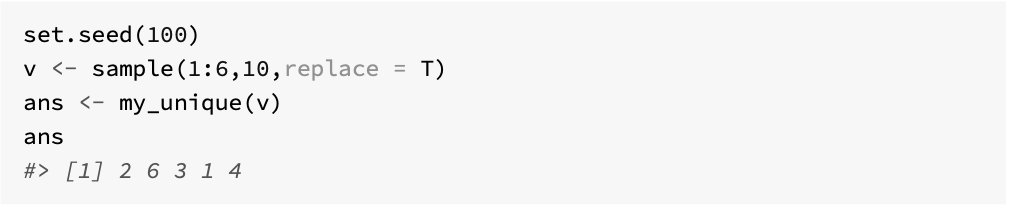 set.seed(100)
v <- sample(1:6,10,replace = T)
ans <- my_unique(v)
ans
#> [1] 2 6 3 1 4